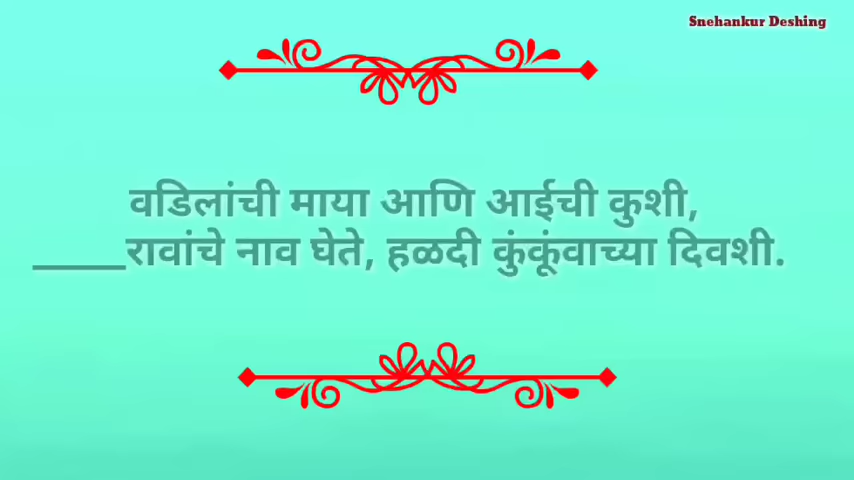 Snehankur Deshing
वडिलांची माया आणि आईची कुशी,
_____रावांचे नाव घेते, हळदी कुंकूंवाच्या दिवशी.